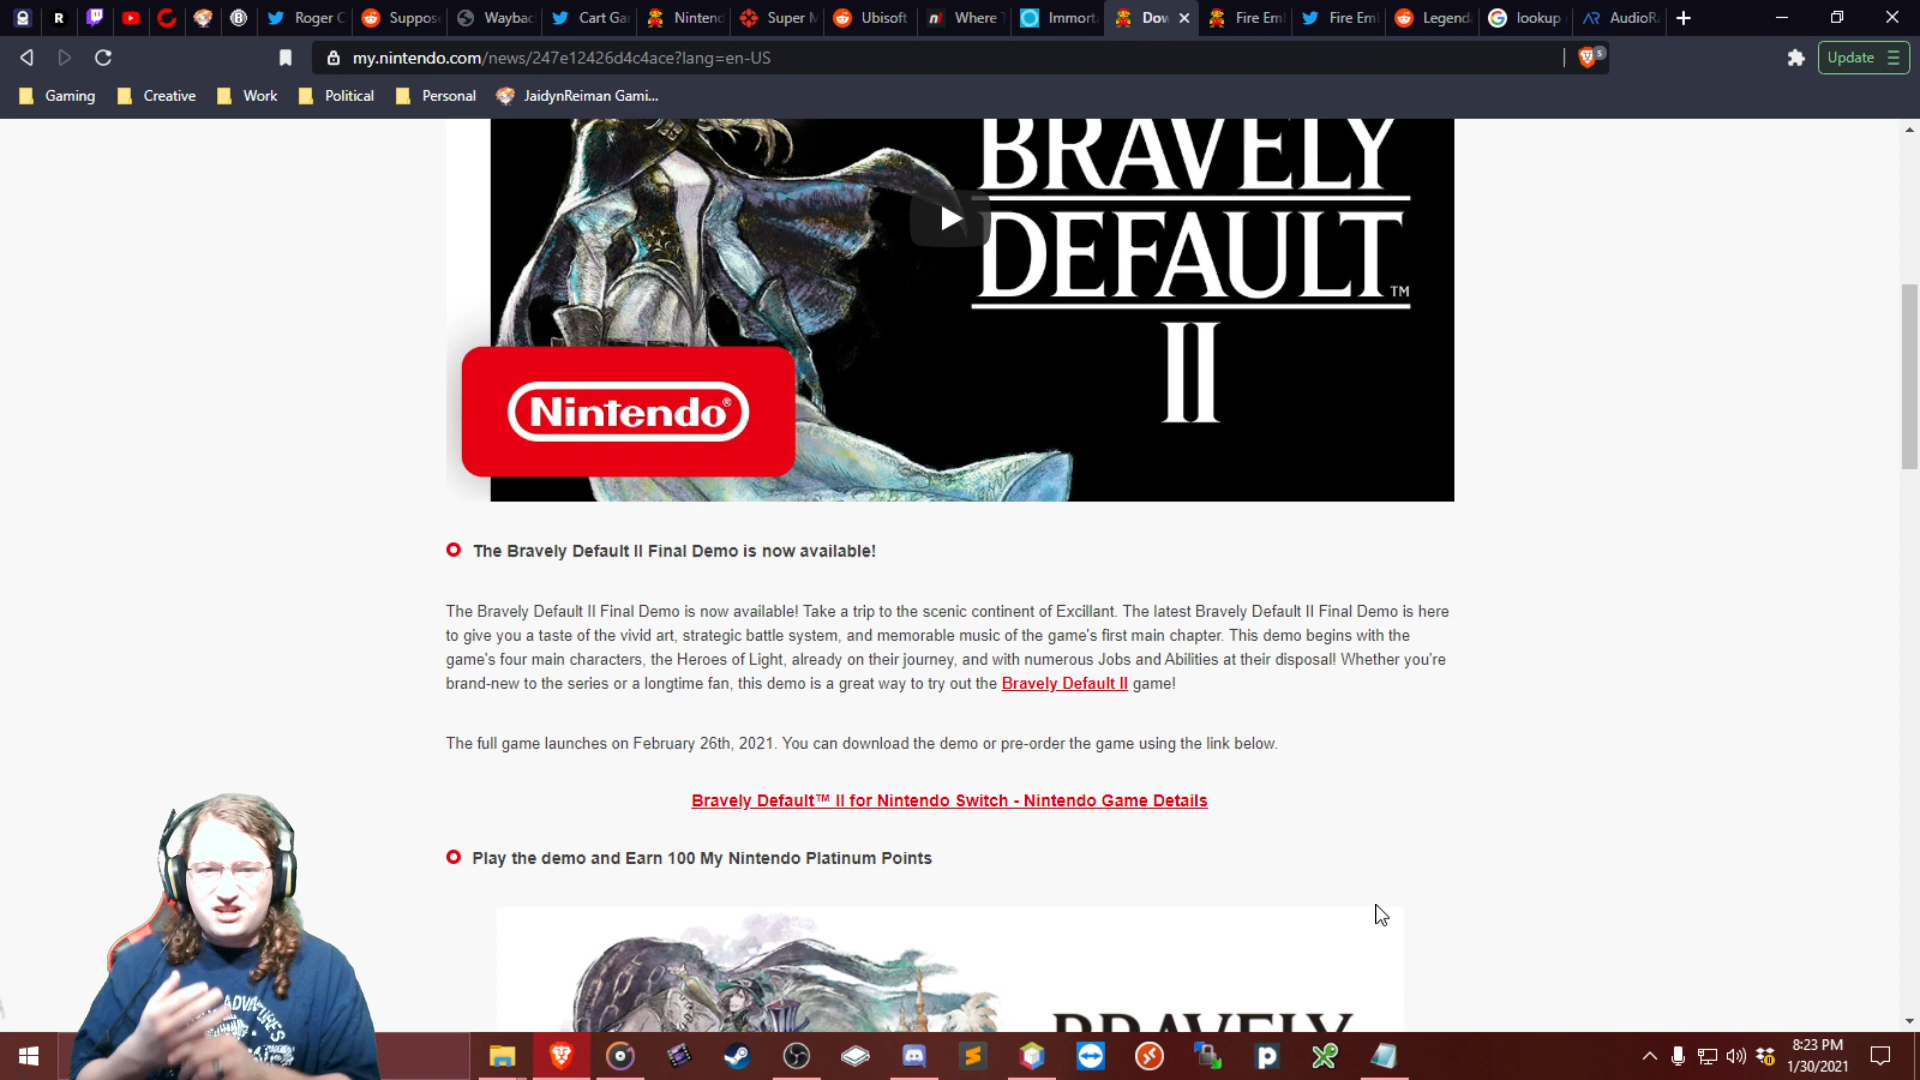 Roger C
Suppos
Waybac
Cart Ga
Nintend
Super M
Ubisoft
Where T
Immorta
Dow
Fire Em
Fire Em
Legend
lookup
AudioRa
my.nintendo.com/news/247e12426d4c4ace?lang=en-US
5
Update
Gaming
Creative
Work
Political
Personal
JaidynReiman Gami...
BRAVELY
DEFAULT™
II
Nintendo®
The Bravely Default II Final Demo is now available!
The Bravely Default II Final Demo is now available! Take a trip to the scenic continent of Excillant. The latest Bravely Default II Final Demo is here
to give you a taste of the vivid art, strategic battle system, and memorable music of the game's first main chapter. This demo begins with the
game's four main characters, the Heroes of Light, already on their journey, and with numerous Jobs and Abilities at their disposal! Whether you're
brand-new to the series or a longtime fan, this demo is a great way to try out the Bravely Default II game!
The full game launches on February 26th, 2021. You can download the demo or pre-order the game using the link below.
Bravely Default™ II for Nintendo Switch - Nintendo Game Details
Play the demo and Earn 100 My Nintendo Platinum Points
BRAVELY
8:23 PM
1/30/2021